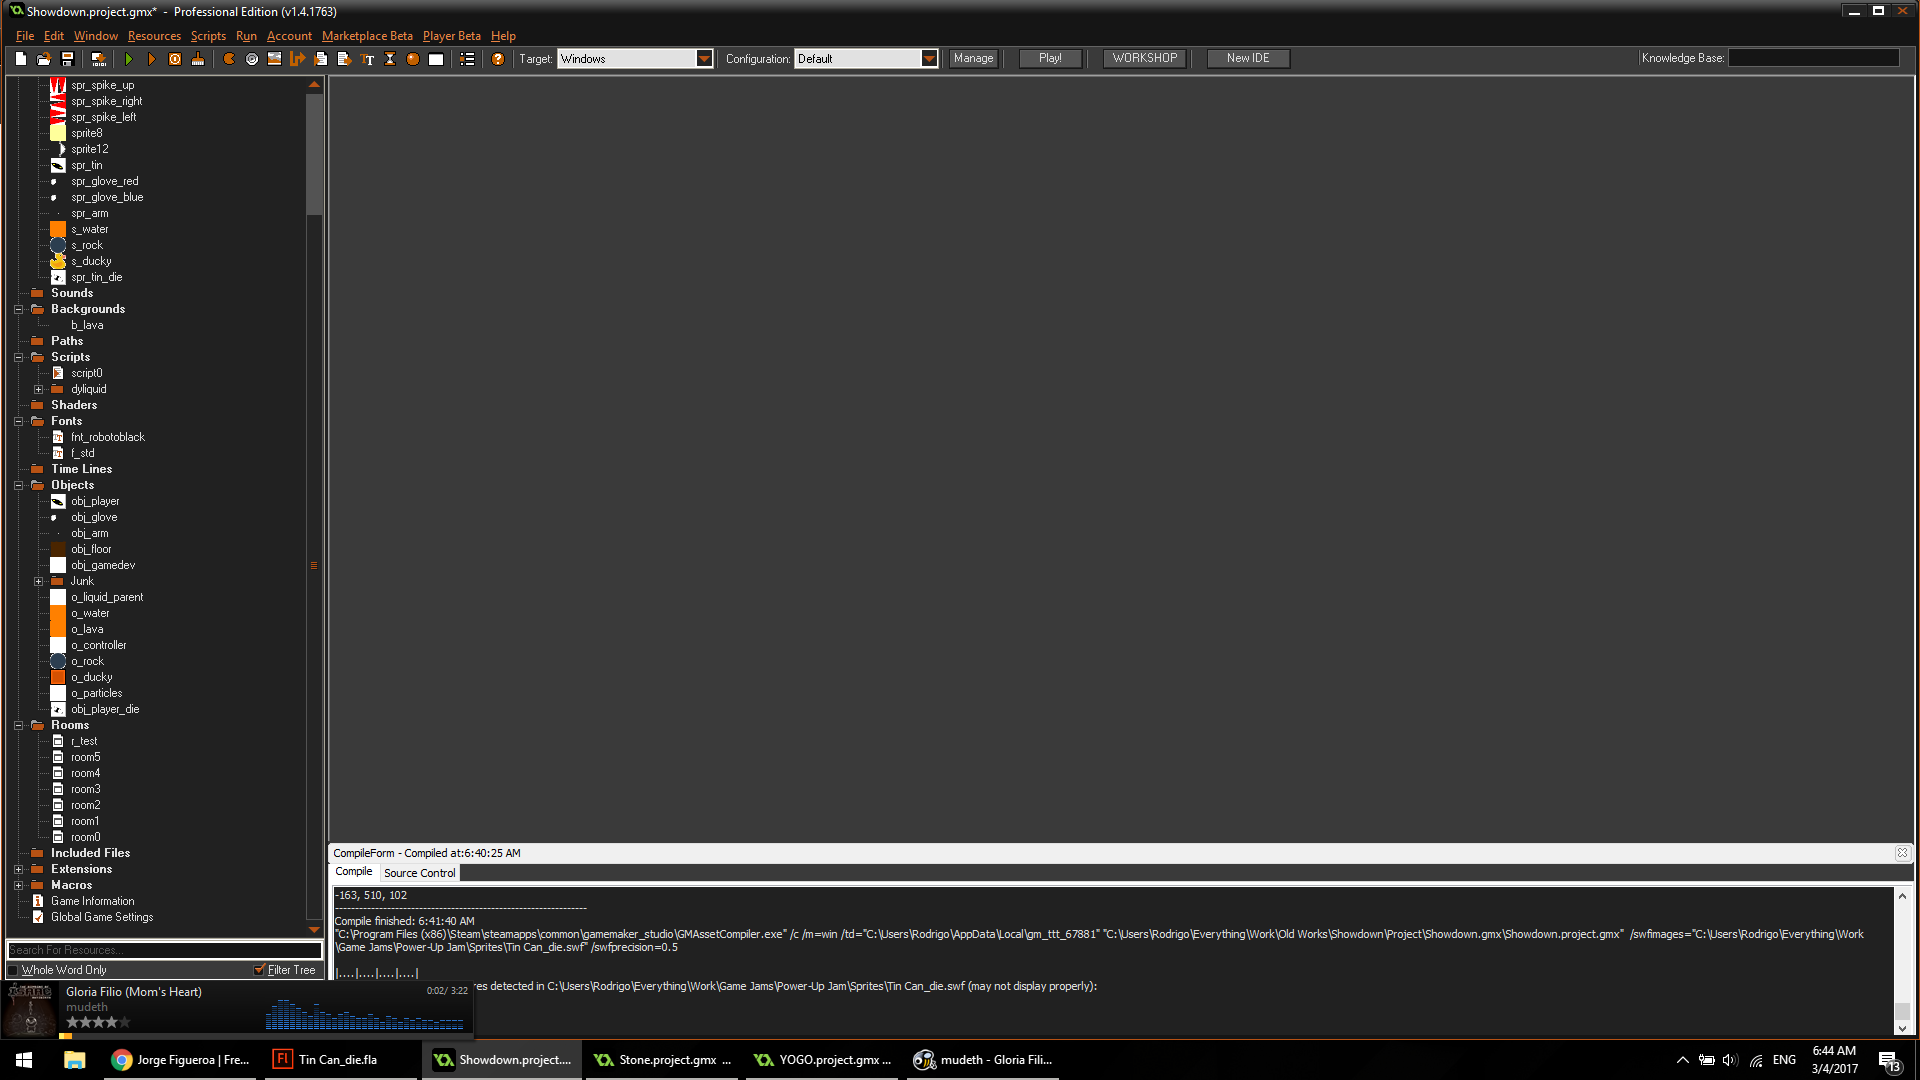 Showdown.project.gmx* - Professional Edition (v1.4.1763)
File Edit Window Resources Scripts Run Account Marketplace Beta Player Beta Help
Target: Windows Configuration: Default Manage Play! WORKSHOP New IDE Knowledge Base:
spr_spike_up
spr_spike_right
spr_spike_left
sprite8
sprite12
spr_tin
spr_glove_red
spr_glove_blue
spr_arm
s_water
s_rock
s_ducky
spr_tin_die
Sounds
Backgrounds
b_lava
Paths
Scripts
script0
dyliquid
Shaders
Fonts
fnt_robotoblack
f_std
Time Lines
Objects
obj_player
obj_glove
obj_arm
obj_floor
obj_gamedev
Junk
o_liquid_parent
o_water
o_lava
o_controller
o_rock
o_ducky
o_particles
obj_player_die
Rooms
r_test
room5
room4
room3
room2
room1
room0
Included Files
Extensions
Macros
Game Information
Global Game Settings
Search For Resources...
Whole Word Only Filter Tree
CompileForm - Compiled at:6:40:25 AM
Compile Source Control
-163, 510, 102
Compile finished: 6:41:40 AM
"C:\Program Files (x86)\Steam\steamapps\common\gamemaker_studio\GMAssetCompiler.exe" /c /m=win /td="C:\Users\Rodrigo\AppData\Local\gm_ttt_67881" "C:\Users\Rodrigo\Everything\Work\Old Works\Showdown\Project\Showdown.gmx\Showdown.project.gmx" /swfimages="C:\Users\Rodrigo\Everything\Work
\Game Jams\Power-Up Jam\Sprites\Tin Can_die.swf" /swfprecision=0.5
|....|....|....|....|
res detected in C:\Users\Rodrigo\Everything\Work\Game Jams\Power-Up Jam\Sprites\Tin Can_die.swf (may not display properly):
Gloria Filio (Mom's Heart) 0:02/ 3:22
mudeth
Jorge Figueroa | Fre... Tin Can_die.fla Showdown.project.... Stone.project.gmx ... YOGO.project.gmx ... mudeth - Gloria Fili...
ENG
6:44 AM
3/4/2017
13